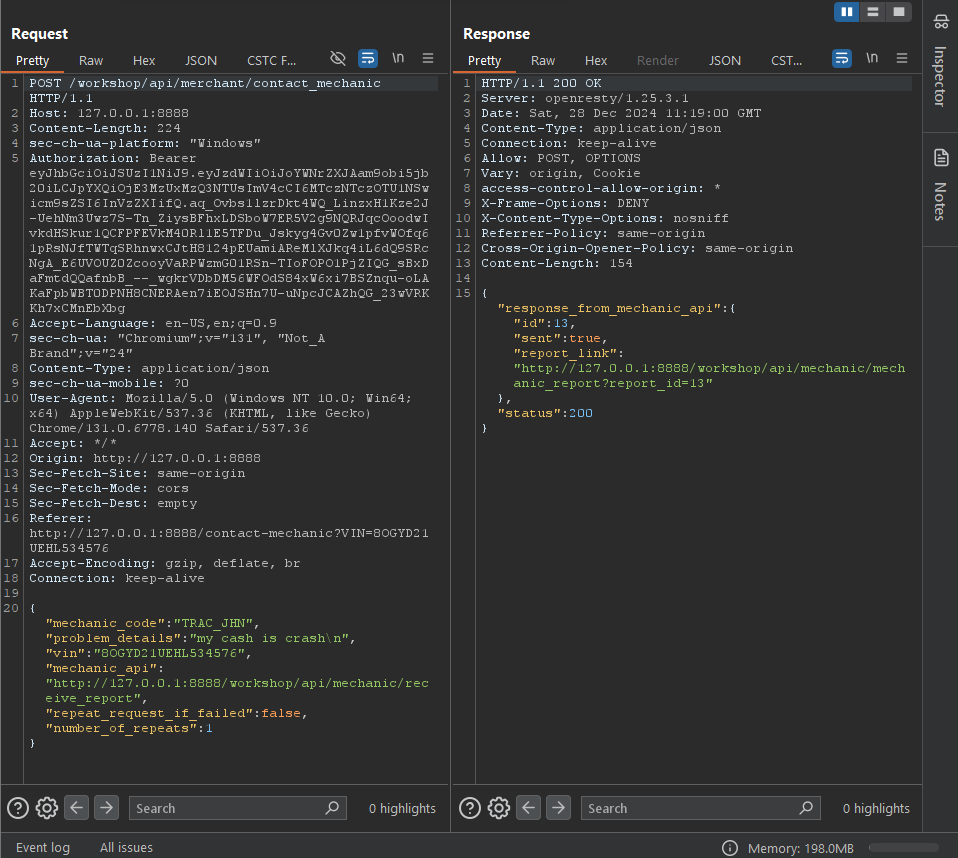 Request
Pretty Raw Hex JSON CSTC F... \n
1 POST /workshop/api/merchant/contact_mechanic
HTTP/1.1
2 Host: 127.0.0.1:8888
3 Content-Length: 224
4 sec-ch-ua-platform: "Windows"
5 Authorization: Bearer
eyJhbGciOiJSUzI1NiJ9.eyJzdWIiOiJoYWNrZXJAam9obi5jb
20iLCJpYXQiOjE3MzUxMzQ3NTUsImV4cCI6MTczNTczOTU1NSw
icm9sZSI6InVzZXIifQ.aq_Ovbs1lzrDkt4WQ_LinzxH1Kze2J
-UehNm3Uwz7S-Tn_ZiysBFhxLDSboW7ER5V2g9NQRJqcOoodwI
vkdHSkur1QCFPFEVkM4OR11E5TFDu_Jskyg4GvOZw1pfvWOfq6
1pRsNJfTWTqSRhnwxCJtH8124pEUamiAReM1XJkq4iL6dQ9SRc
NgA_E6UVOUZ0ZcooyVaRPWzmG01RSn-TIoFOPO1PjZIQG_sBxD
aFmtdQQafnbB_-­-_wgkrVDbDM56WFOdS84xW6xi7BSZnqu-oLA
KaFpbWBT0DPNH8CNERAen7iEOJSHn7U-uNpcJCAZhQG_23wVRK
Kh7xCMnEbXbg
6 Accept-Language: en-US,en;q=0.9
7 sec-ch-ua: "Chromium";v="131", "Not_A
Brand";v="24"
8 Content-Type: application/json
9 sec-ch-ua-mobile: ?0
10 User-Agent: Mozilla/5.0 (Windows NT 10.0; Win64;
x64) AppleWebKit/537.36 (KHTML, like Gecko)
Chrome/131.0.6778.140 Safari/537.36
11 Accept: */*
12 Origin: http://127.0.0.1:8888
13 Sec-Fetch-Site: same-origin
14 Sec-Fetch-Mode: cors
15 Sec-Fetch-Dest: empty
16 Referer:
http://127.0.0.1:8888/contact-mechanic?VIN=8OGYD21
UEHL534576
17 Accept-Encoding: gzip, deflate, br
18 Connection: keep-alive
19
20 {
"mechanic_code":"TRAC_JHN",
"problem_details":"my cash is crash\n",
"vin":"8OGYD21UEHL534576",
"mechanic_api":
"http://127.0.0.1:8888/workshop/api/mechanic/rec
eive_report",
"repeat_request_if_failed":false,
"number_of_repeats":1
}
Search 0 highlights
Response
Pretty Raw Hex Render JSON CST... \n
1 HTTP/1.1 200 OK
2 Server: openresty/1.25.3.1
3 Date: Sat, 28 Dec 2024 11:19:00 GMT
4 Content-Type: application/json
5 Connection: keep-alive
6 Allow: POST, OPTIONS
7 Vary: origin, Cookie
8 access-control-allow-origin: *
9 X-Frame-Options: DENY
10 X-Content-Type-Options: nosniff
11 Referrer-Policy: same-origin
12 Cross-Origin-Opener-Policy: same-origin
13 Content-Length: 154
14
15 {
"response_from_mechanic_api":{
"id":13,
"sent":true,
"report_link":
"http://127.0.0.1:8888/workshop/api/mechanic/mech
anic_report?report_id=13"
},
"status":200
}
Search 0 highlights
Inspector
Notes
Event log All issues
Memory: 198.0MB